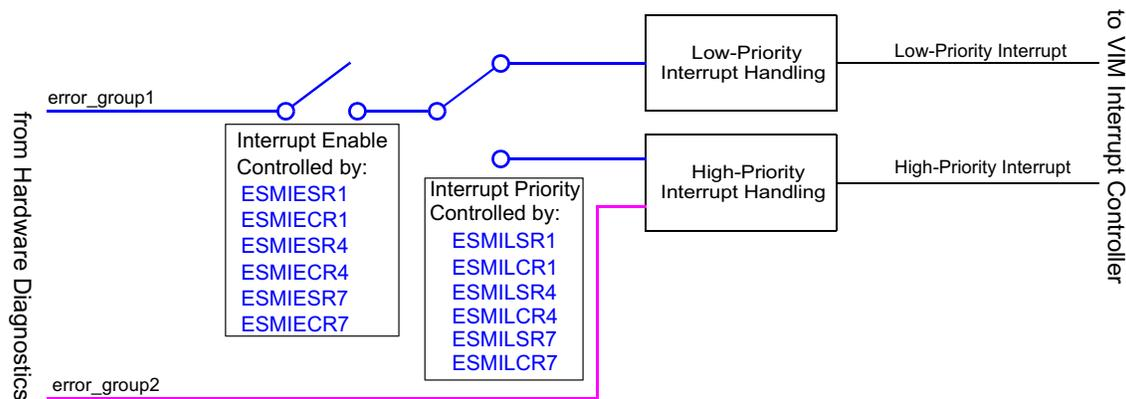 from Hardware Diagnostics
error_group1
Interrupt Enable
Controlled by:
ESMIESR1
ESMIECR1
ESMIESR4
ESMIECR4
ESMIESR7
ESMIECR7
Interrupt Priority
Controlled by:
ESMILSR1
ESMILCR1
ESMILSR4
ESMILCR4
ESMILSR7
ESMILCR7
error_group2
Low-Priority
Interrupt Handling
Low-Priority Interrupt
High-Priority
Interrupt Handling
High-Priority Interrupt
to VIM Interrupt Controller